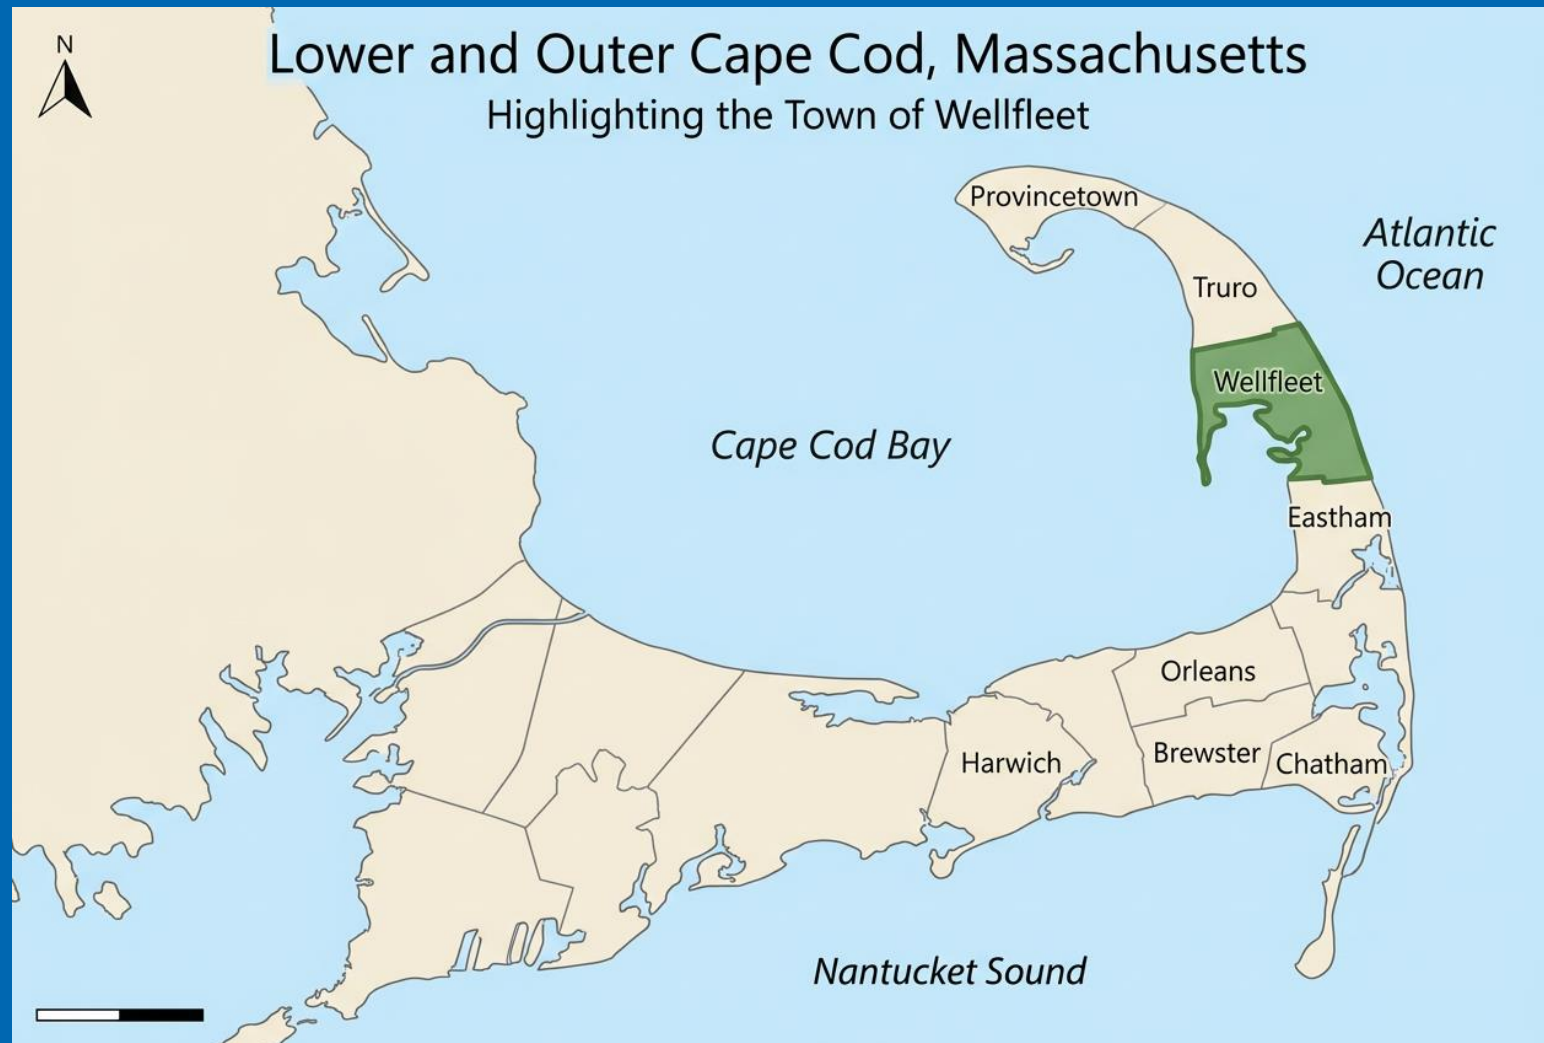 N
Lower and Outer Cape Cod, Massachusetts
Highlighting the Town of Wellfleet
Provincetown
Atlantic
Ocean
Truro
Wellfleet
Cape Cod Bay
Eastham
Orleans
Harwich
Brewster
Chatham
Nantucket Sound